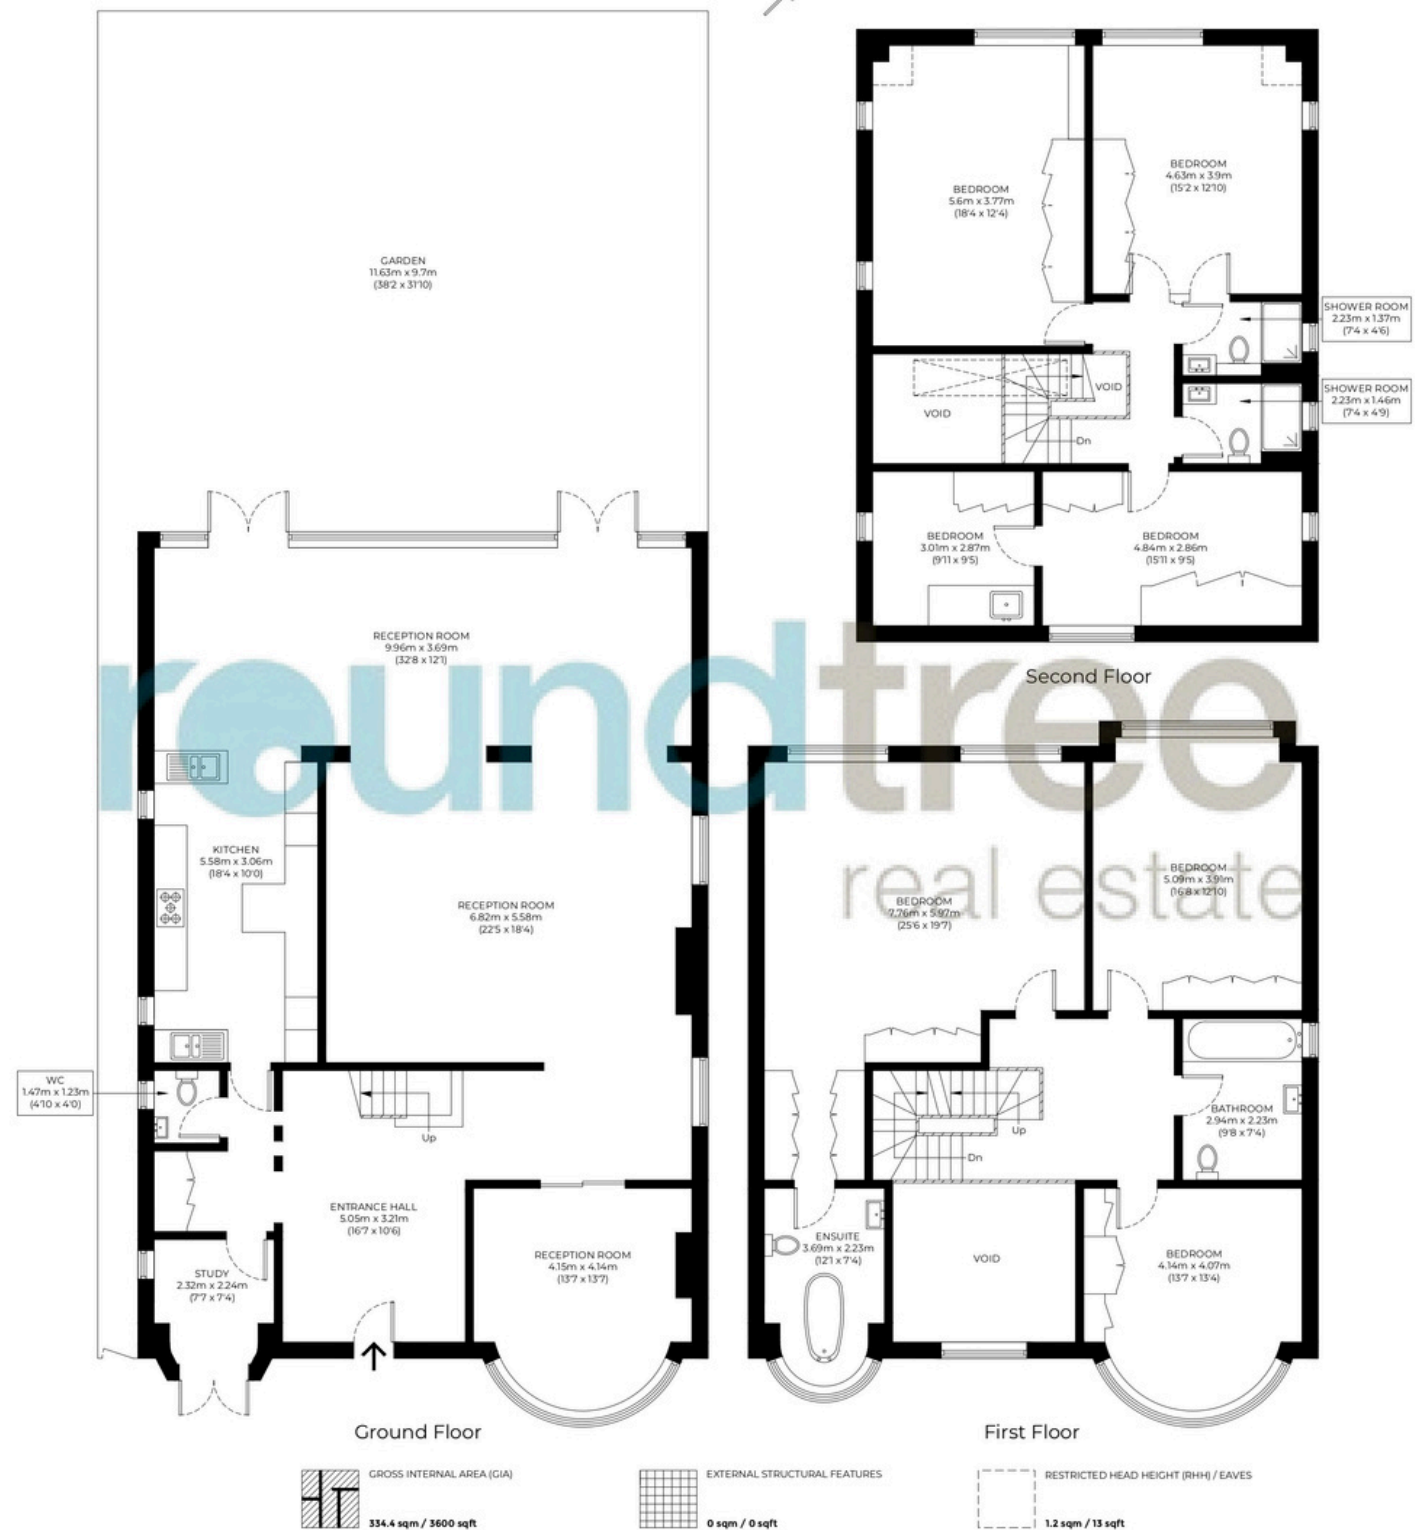 GARDEN
11.63m x 9.7m
(38'2 x 31'10)
RECEPTION ROOM
9.96m x 3.69m
(32'8 x 12'1)
KITCHEN
5.58m x 3.06m
(18'4 x 10'0)
RECEPTION ROOM
6.82m x 5.58m
(22'5 x 18'4)
WC
1.47m x 1.23m
(4'10 x 4'0)
Up
ENTRANCE HALL
5.05m x 3.21m
(16'7 x 10'6)
STUDY
2.32m x 2.24m
(7'7 x 7'4)
RECEPTION ROOM
4.15m x 4.14m
(13'7 x 13'7)
Ground Floor
BEDROOM
5.6m x 3.77m
(18'4 x 12'4)
BEDROOM
4.63m x 3.9m
(15'2 x 12'10)
SHOWER ROOM
2.23m x 1.37m
(7'4 x 4'6)
SHOWER ROOM
2.23m x 1.46m
(7'4 x 4'9)
VOID
VOID
Dn
BEDROOM
3.01m x 2.87m
(9'11 x 9'5)
BEDROOM
4.84m x 2.86m
(15'11 x 9'5)
Second Floor
roundtree
real estate
BEDROOM
7.76m x 5.97m
(25'6 x 19'7)
BEDROOM
5.09m x 3.91m
(16'8 x 12'10)
Up
Dn
BATHROOM
2.94m x 2.23m
(9'8 x 7'4)
ENSUITE
3.69m x 2.23m
(12'1 x 7'4)
VOID
BEDROOM
4.14m x 4.07m
(13'7 x 13'4)
First Floor
GROSS INTERNAL AREA (GIA)
334.4 sqm / 3600 sqft
EXTERNAL STRUCTURAL FEATURES
0 sqm / 0 sqft
RESTRICTED HEAD HEIGHT (RHH) / EAVES
1.2 sqm / 13 sqft